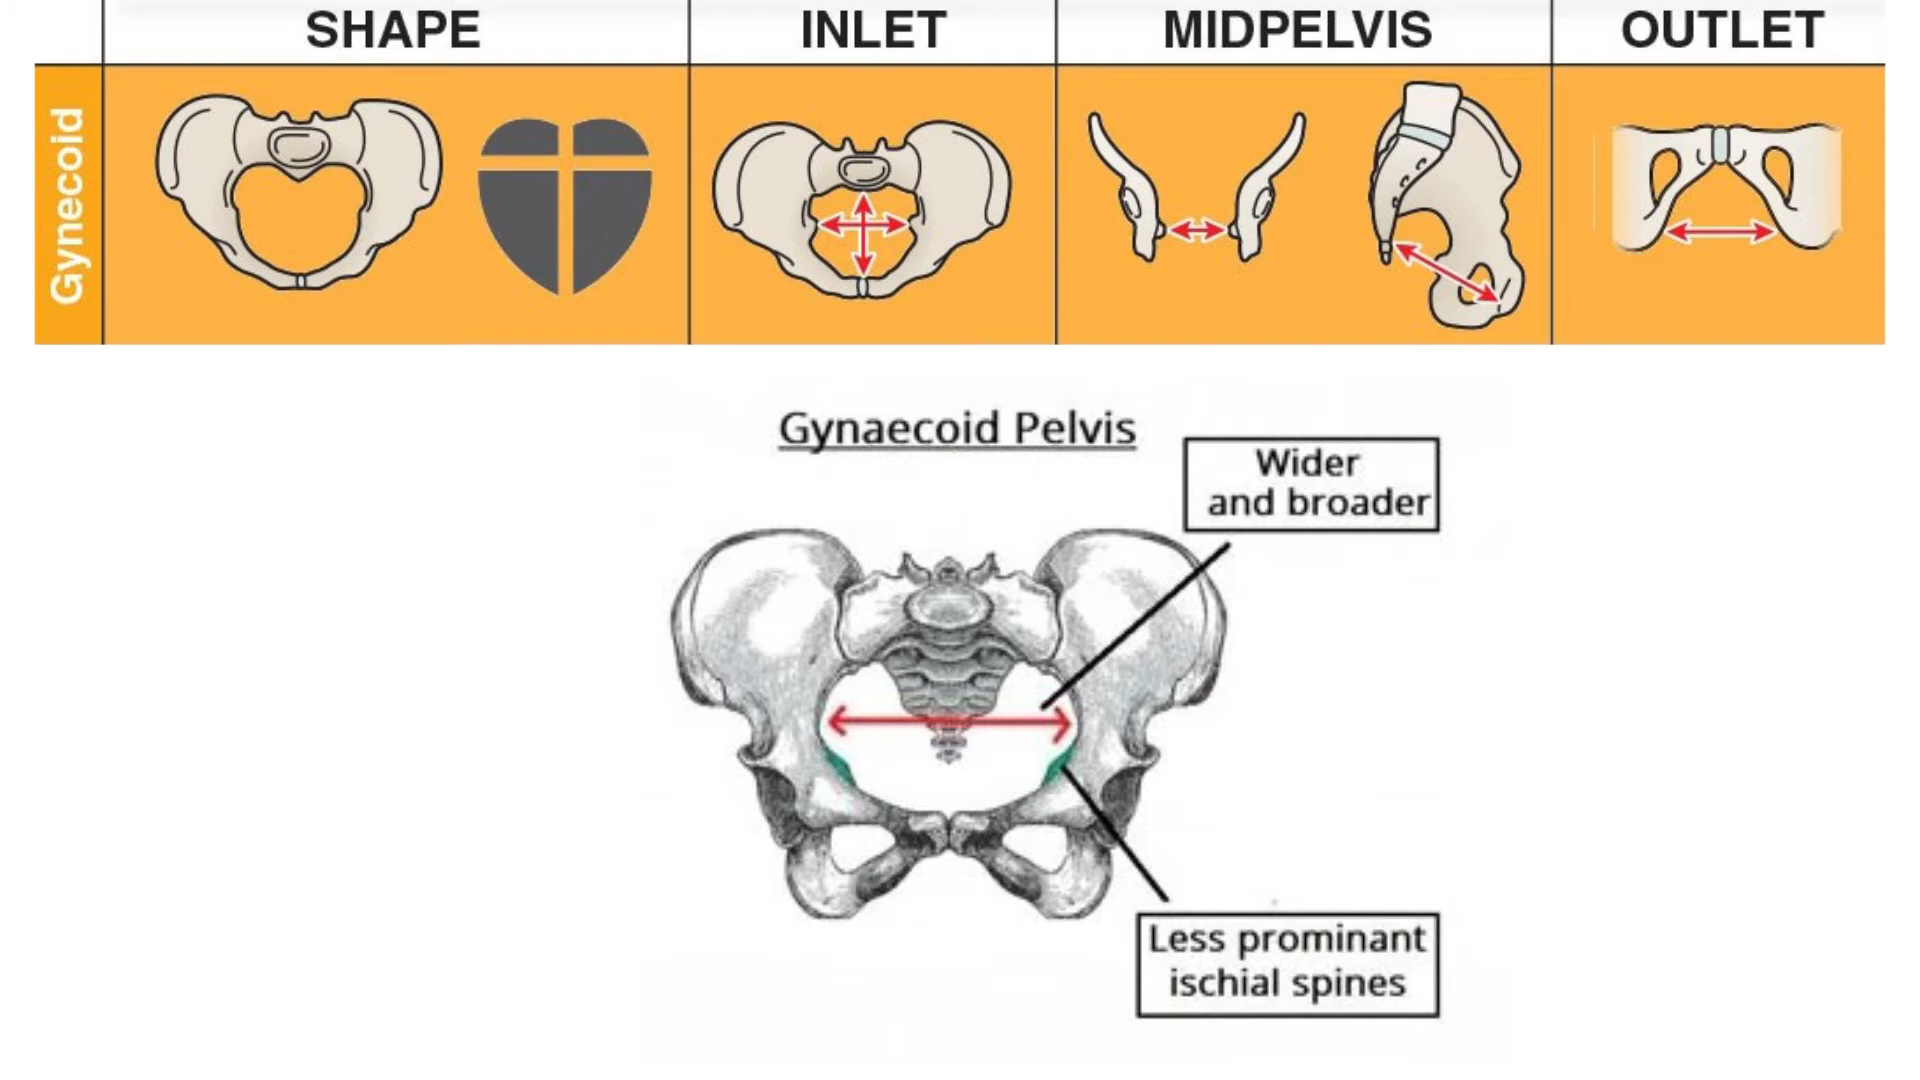 SHAPE
INLET
MIDPELVIS
OUTLET
Gynecoid
Gynaecoid Pelvis
Wider
and broader
Less prominant
ischial spines